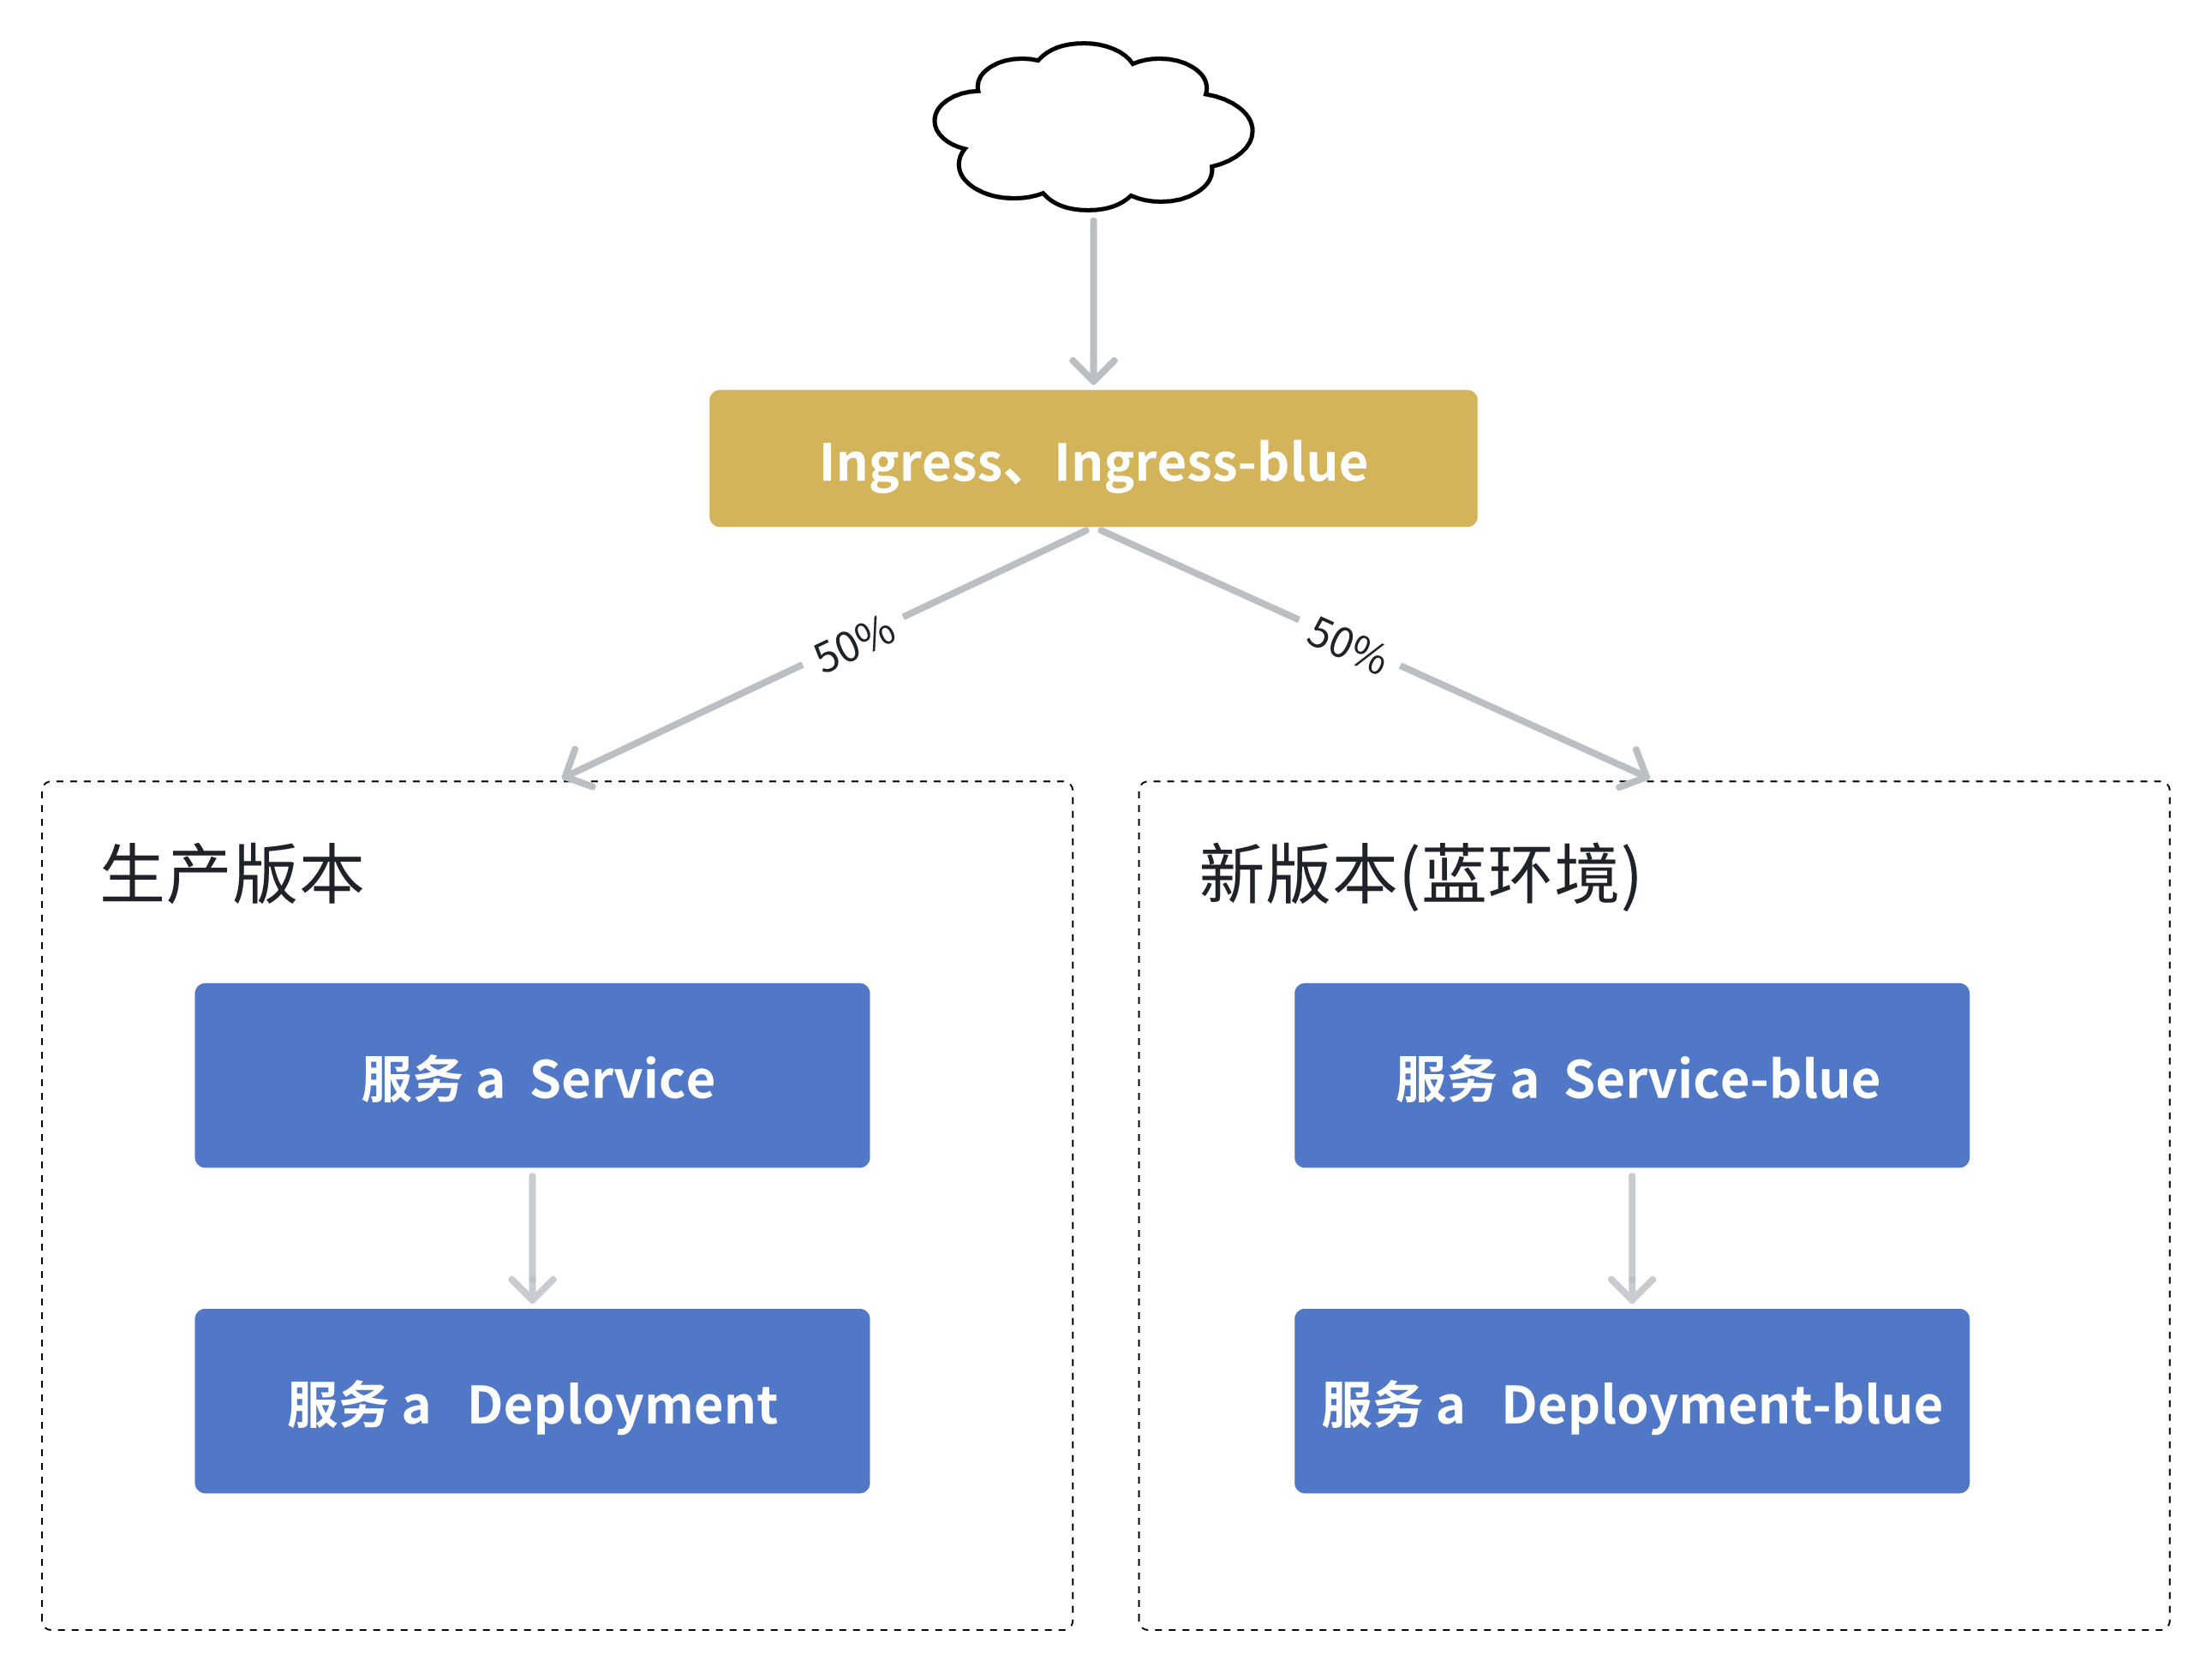 Ingress、 Ingress-blue
50%
50%
生产版本
新版本(蓝环境)
服务 a Service
服务 a Service-blue
服务 a Deployment
服务 a Deployment-blue